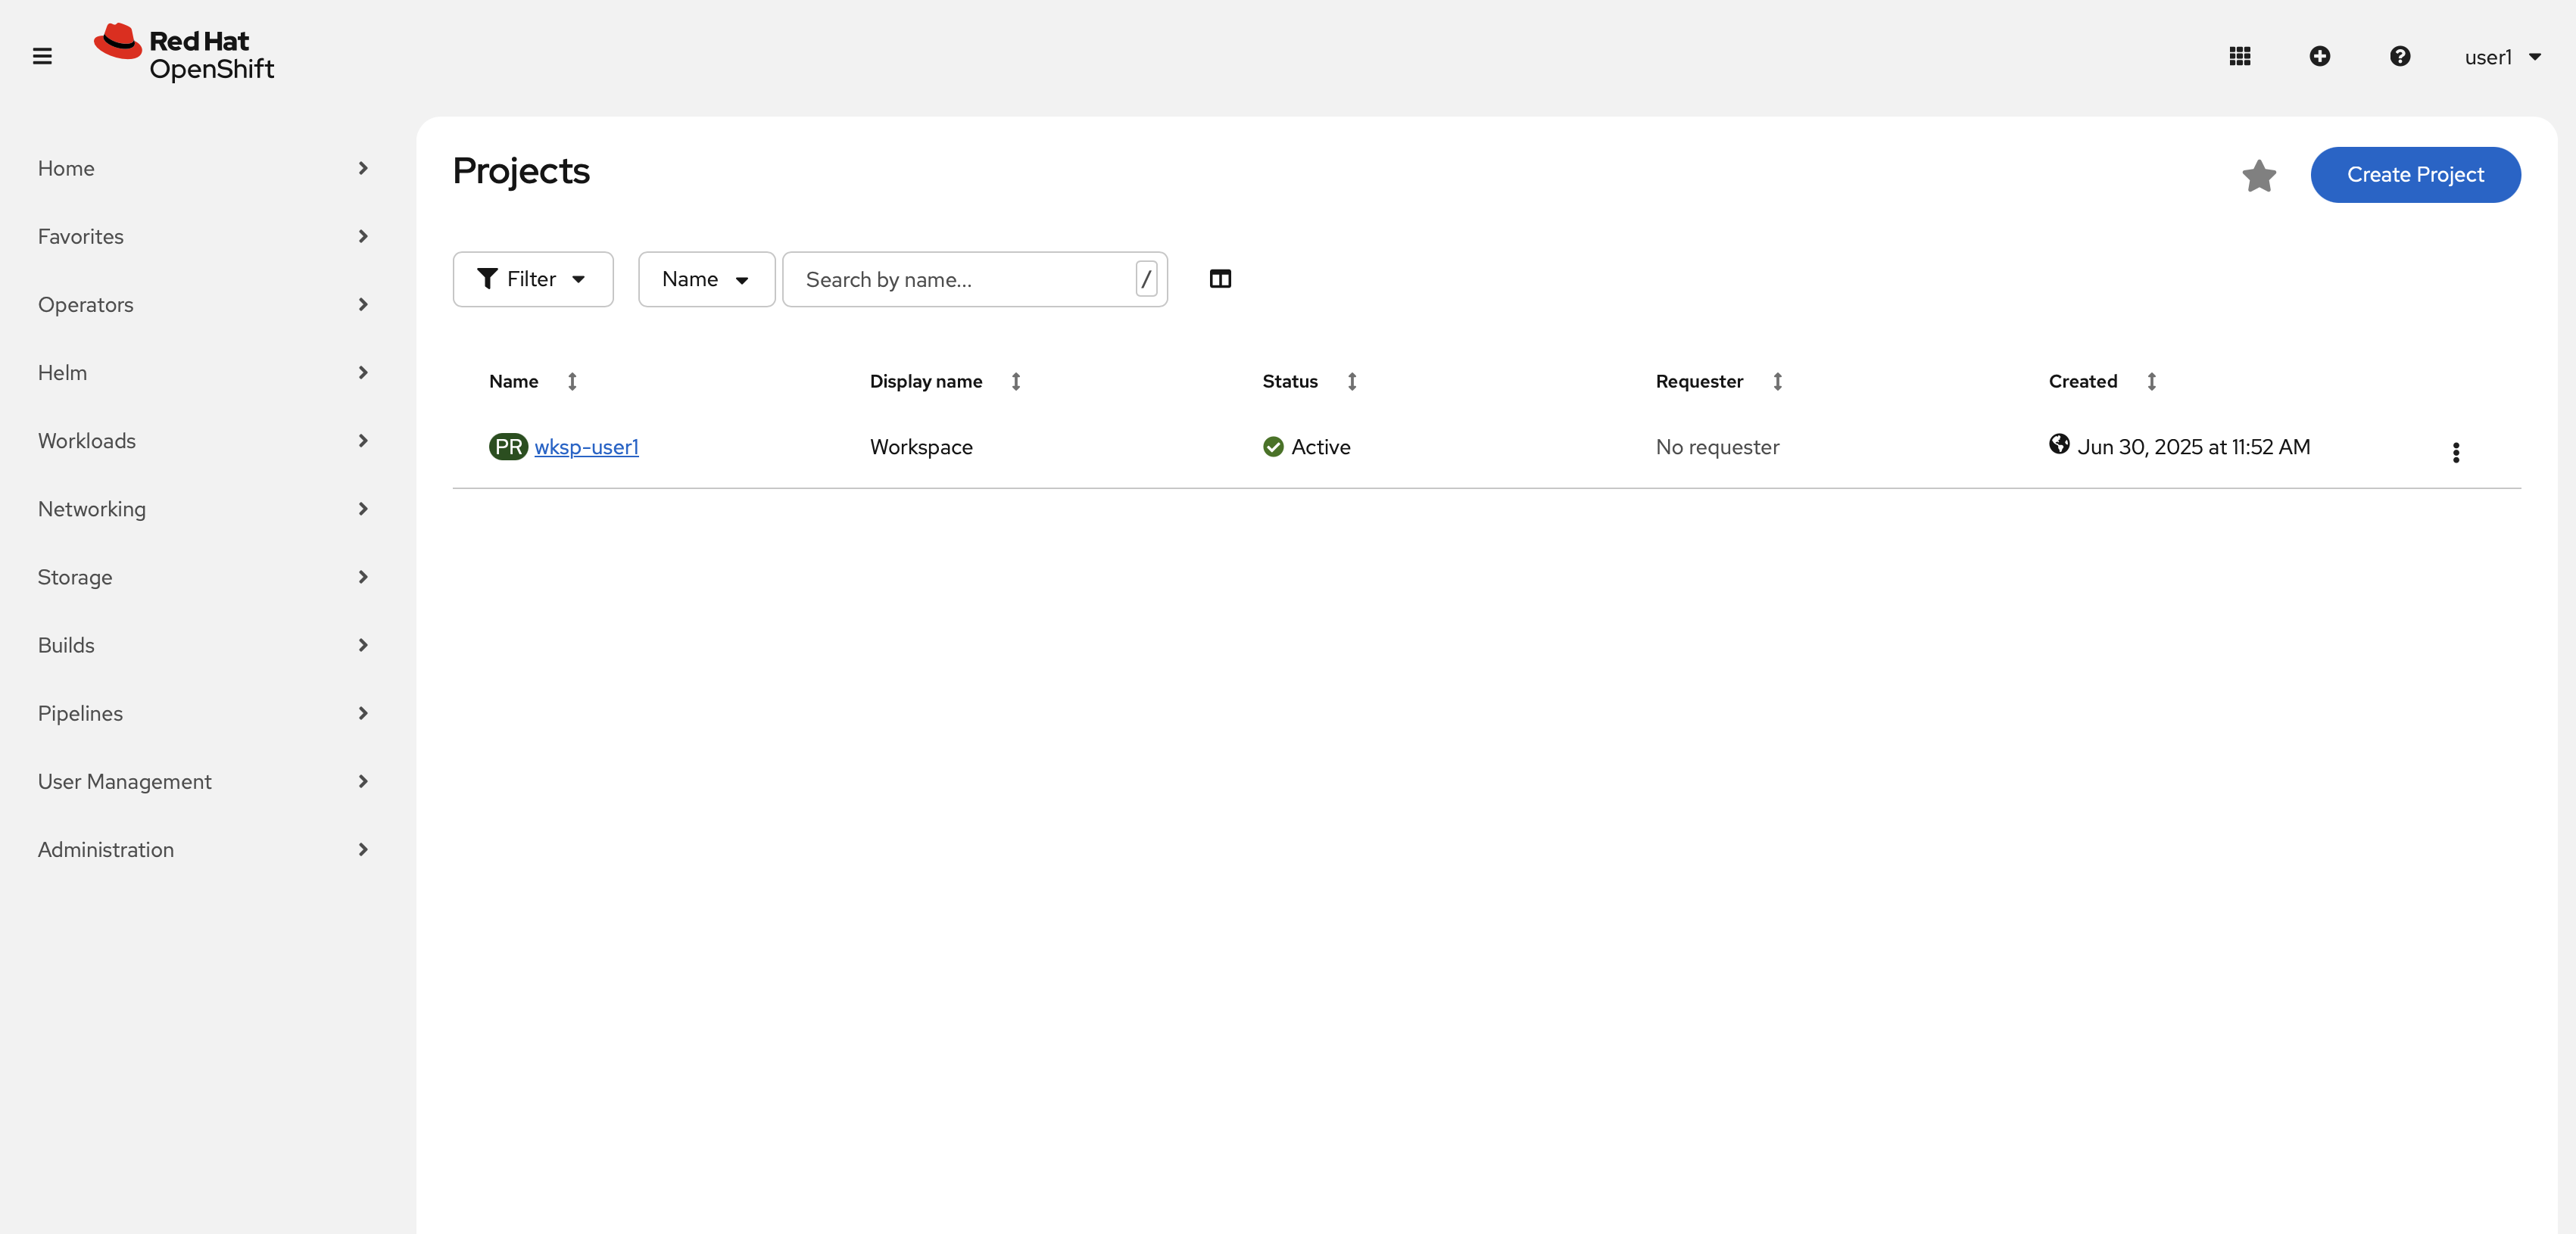 Red Hat
OpenShift
user1
Home
Favorites
Operators
Helm
Workloads
Networking
Storage
Builds
Pipelines
User Management
Administration
Projects
Create Project
Filter
Name
Search by name...
/
Name Display name Status Requester Created
PR wksp-user1 Workspace Active No requester Jun 30, 2025 at 11:52 AM